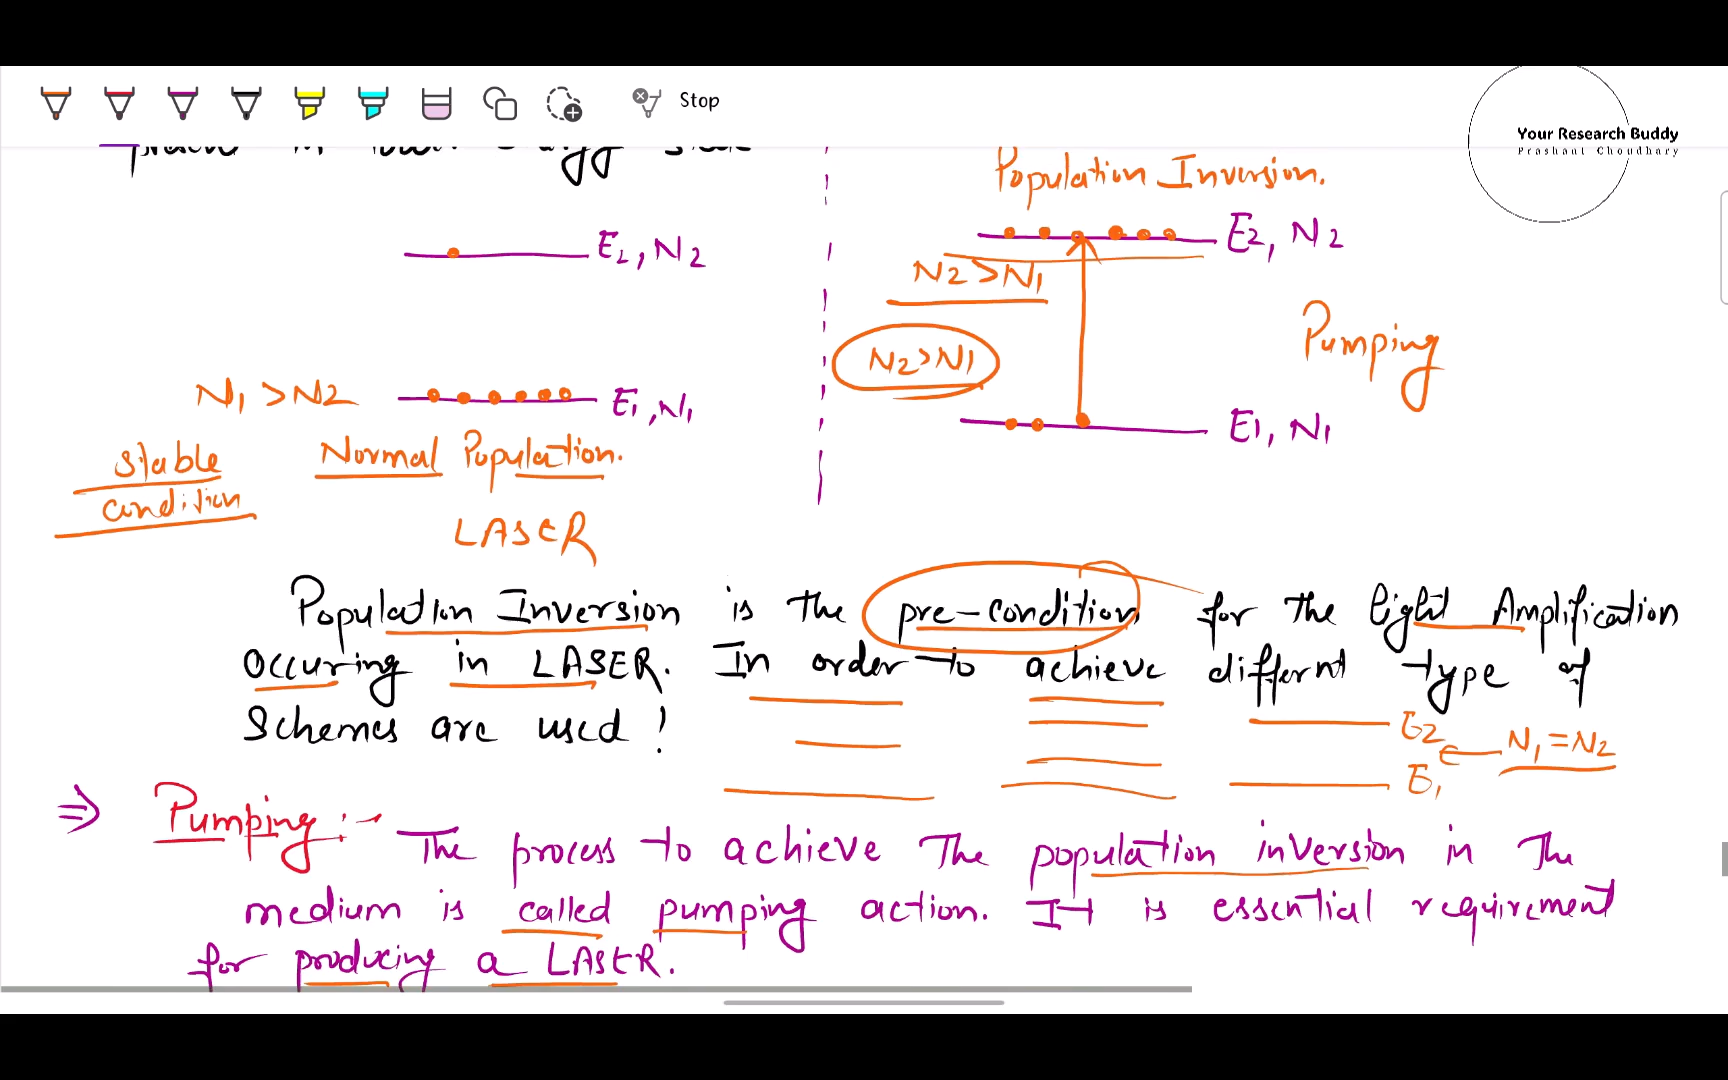 Stop
Your Research Buddy
Prashant Choudhary
in
Population Inversion.
E2, N2
E2, N2
N2 > N1
Pumping
N2 > N1
N1 > N2
E1, N1
E1, N1
Stable
condition
Normal Population.
LASER
Population Inversion is the pre-condition for the light Amplification
Occuring in LASER. In order to achieve differnt type of
Schemes are used!
E2
N1 = N2
E1
⇒ Pumping :- The process to achieve The population inversion in The
medium is called pumping action. It is essential requirement
for producing a LASER.